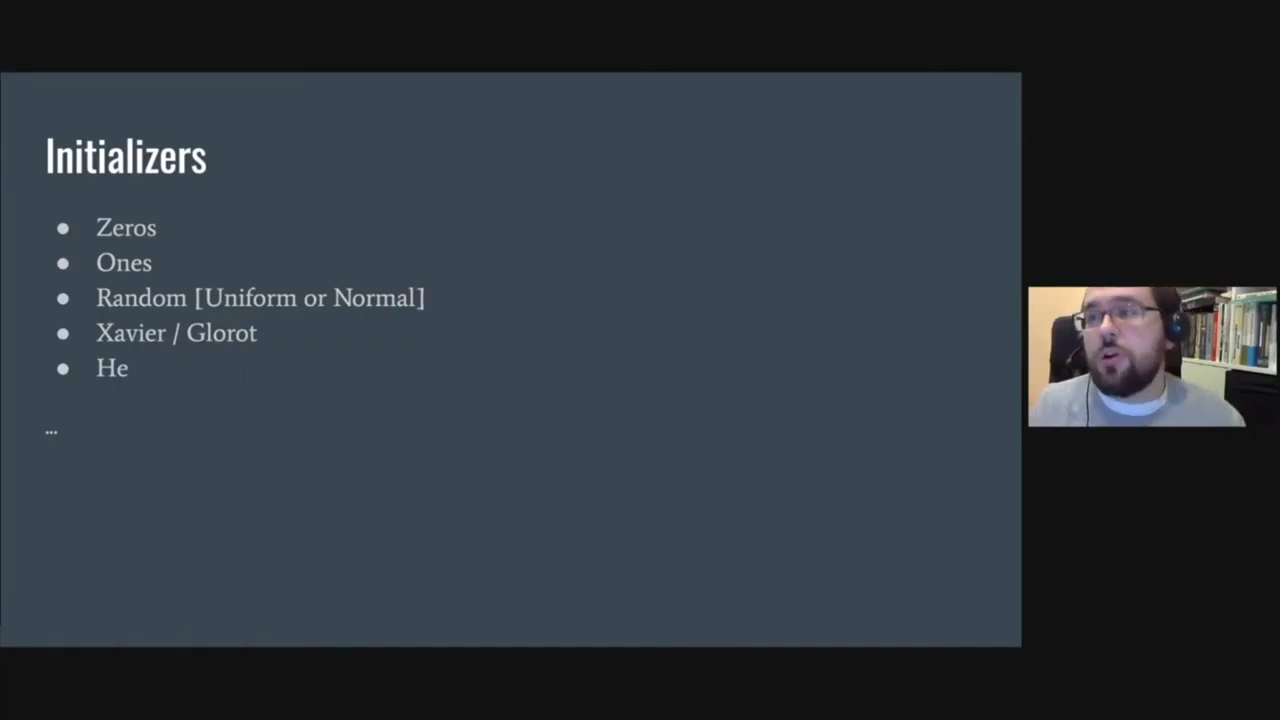 Initializers
● Zeros
● Ones
● Random [Uniform or Normal]
● Xavier / Glorot
● He
...